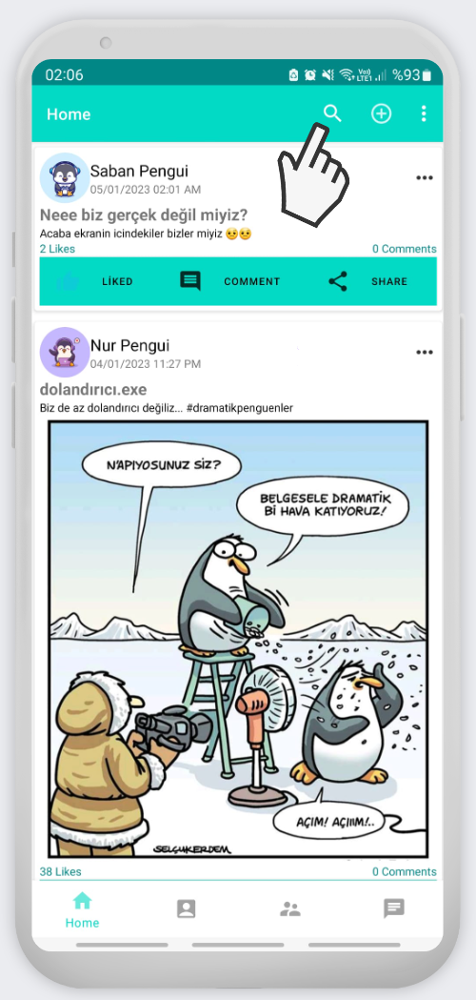 02:06
Vo) LTE1 %93
Home
Saban Pengui
05/01/2023 02:01 AM
Neee biz gerçek değil miyiz?
Acaba ekranin icindekiler bizler miyiz 😐😐
2 Likes 0 Comments
LİKED COMMENT SHARE
Nur Pengui
04/01/2023 11:27 PM
dolandırıcı.exe
Biz de az dolandırıcı değiliz... #dramatikpenguenler
N'APIYOSUNUZ SİZ?
BELGESELE DRAMATİK
Bİ HAVA KATIYORUZ!
AÇIM! AÇIIIM!..
SELÇUKERDEM
38 Likes 0 Comments
Home